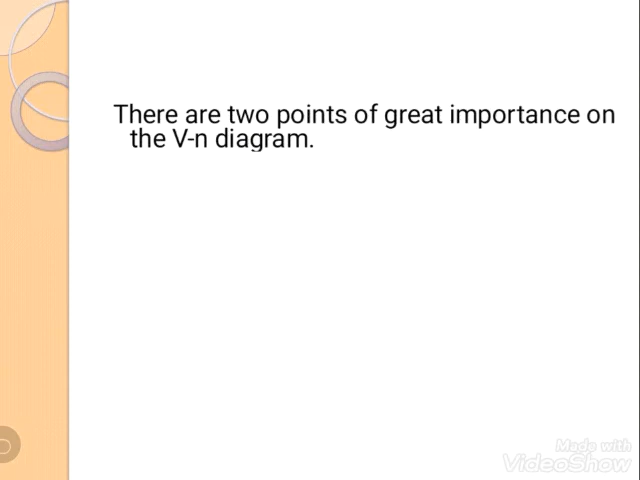 There are two points of great importance on
the V-n diagram.
Made with
VideoShow